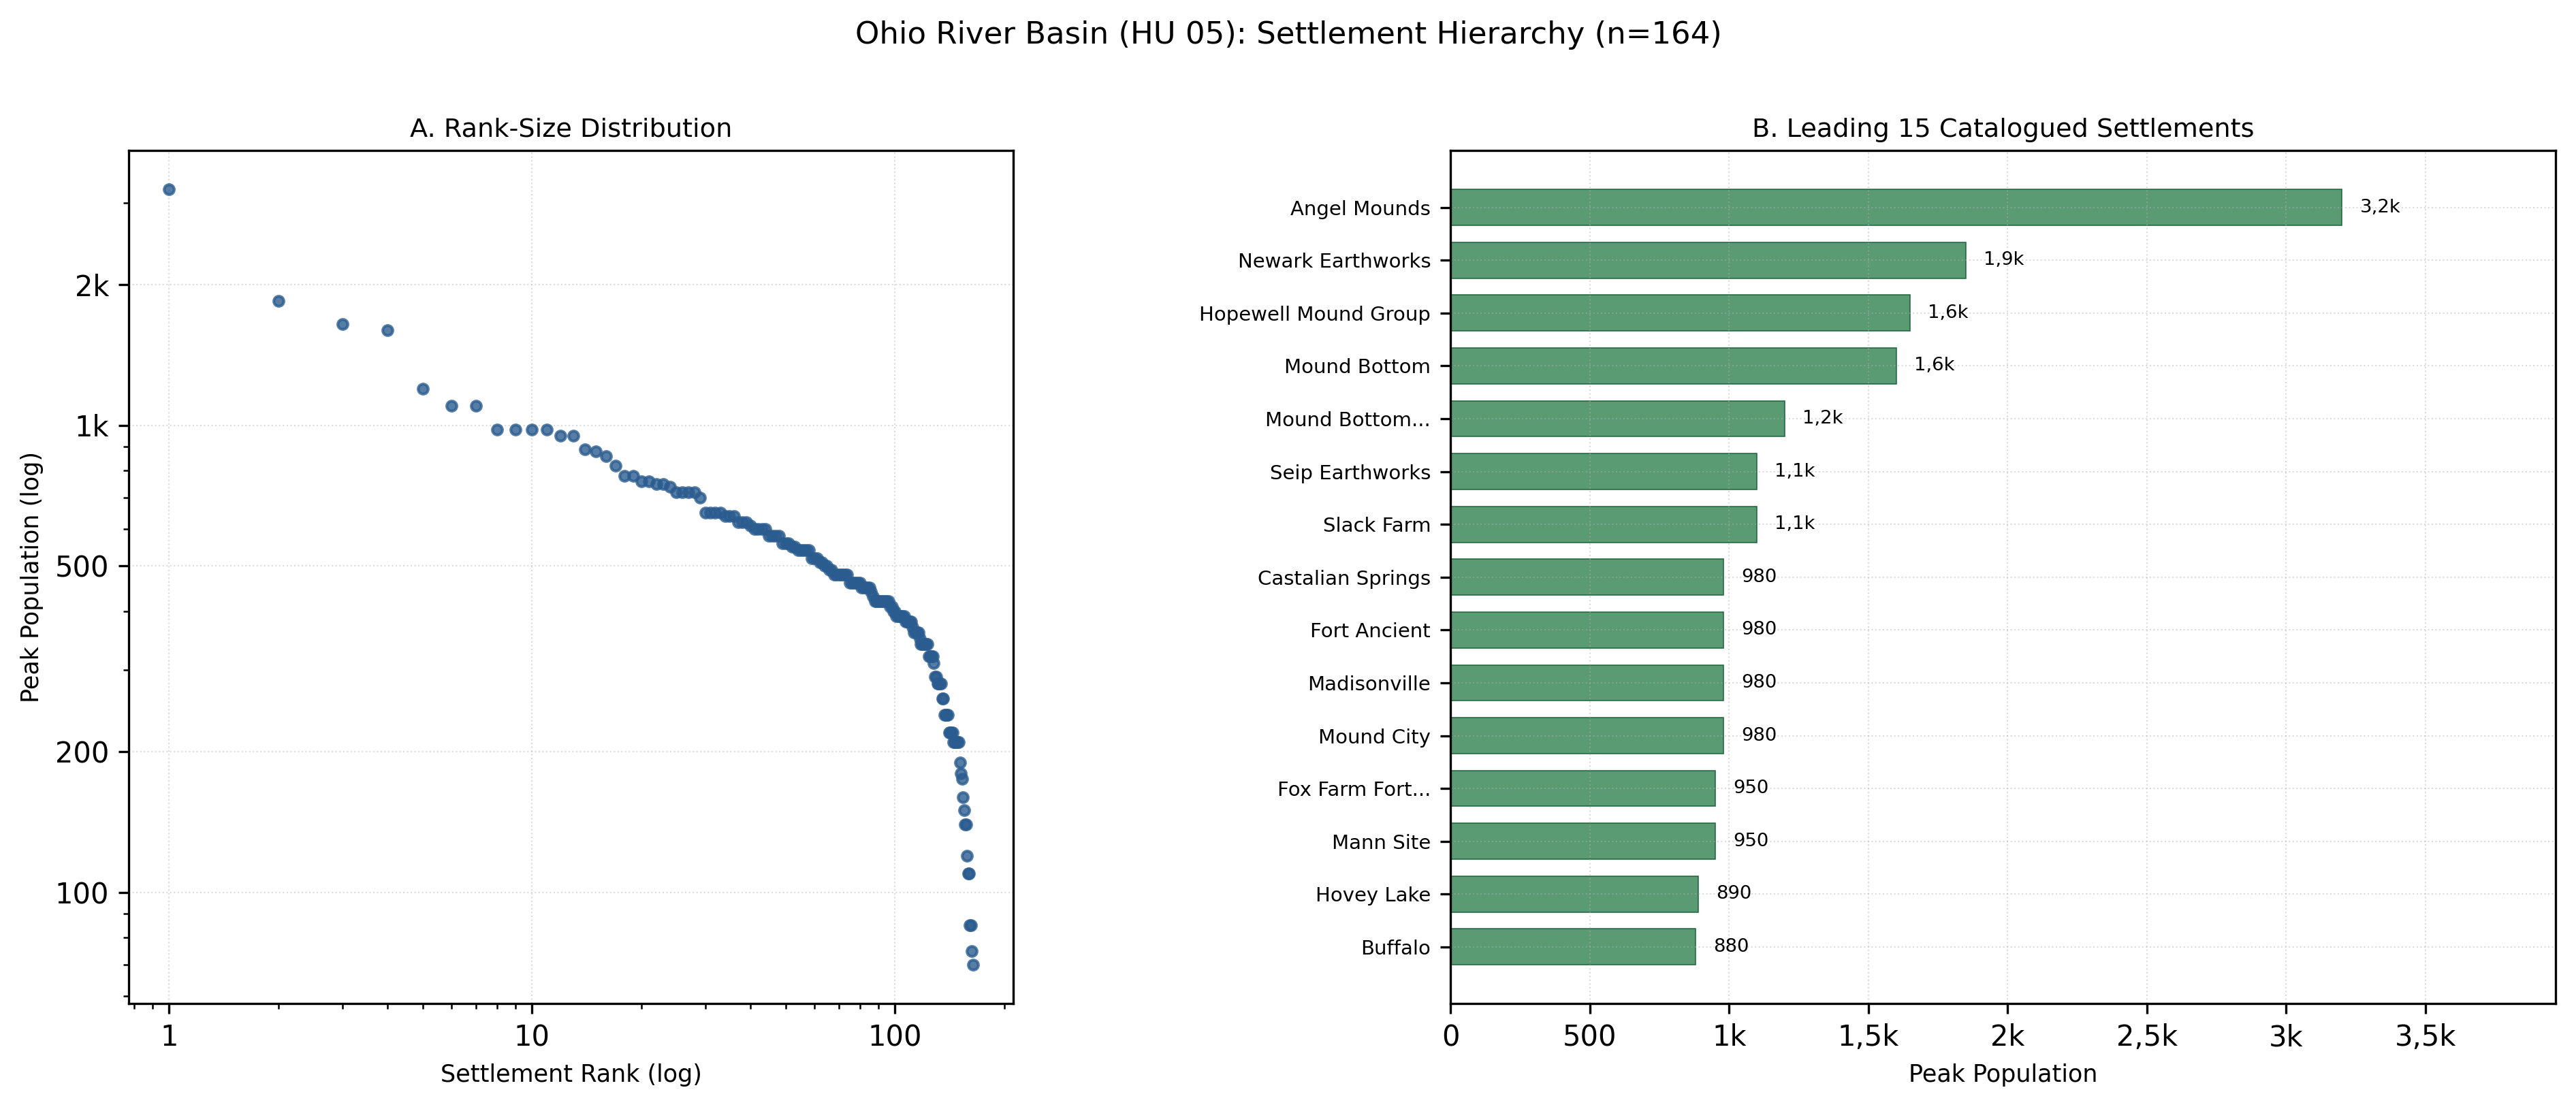 Ohio River Basin (HU 05): Settlement Hierarchy (n=164)
A. Rank-Size Distribution
Peak Population (log)
2k
1k
500
200
100
1
10
100
Settlement Rank (log)
B. Leading 15 Catalogued Settlements
Angel Mounds 3,2k
Newark Earthworks 1,9k
Hopewell Mound Group 1,6k
Mound Bottom 1,6k
Mound Bottom... 1,2k
Seip Earthworks 1,1k
Slack Farm 1,1k
Castalian Springs 980
Fort Ancient 980
Madisonville 980
Mound City 980
Fox Farm Fort... 950
Mann Site 950
Hovey Lake 890
Buffalo 880
0 500 1k 1,5k 2k 2,5k 3k 3,5k
Peak Population